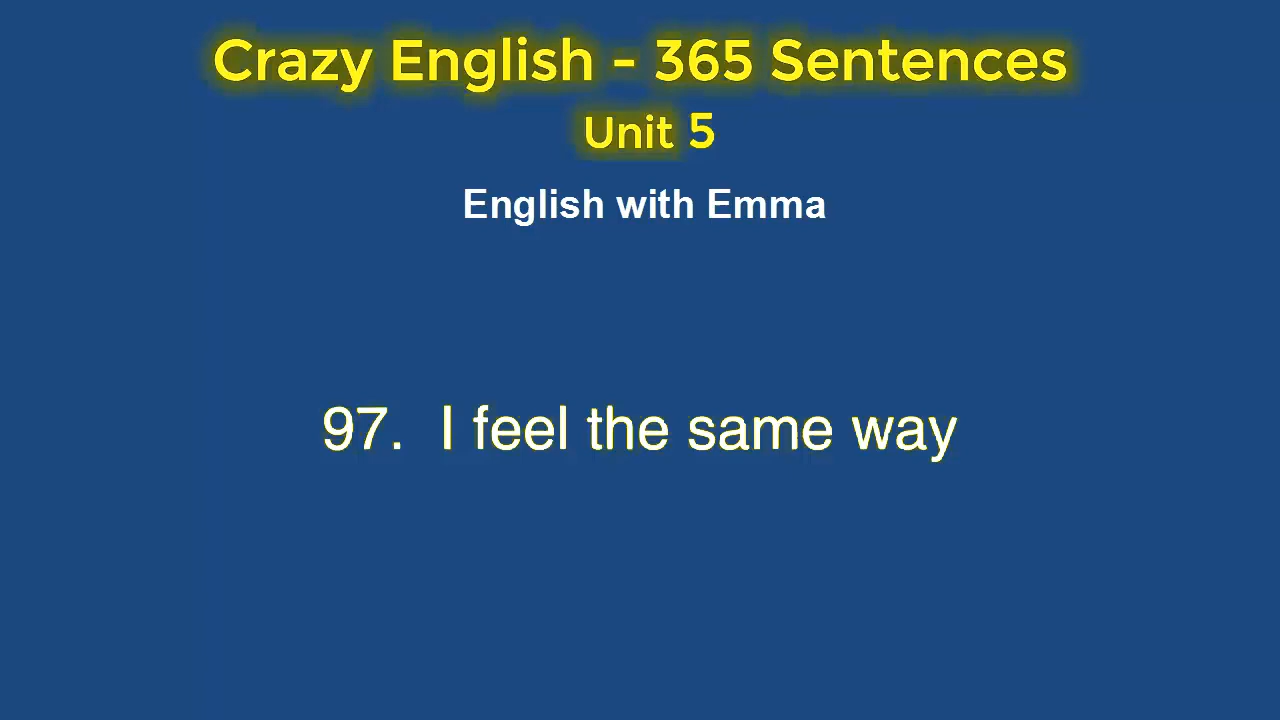 Crazy English - 365 Sentences
Unit 5
English with Emma
97. I feel the same way